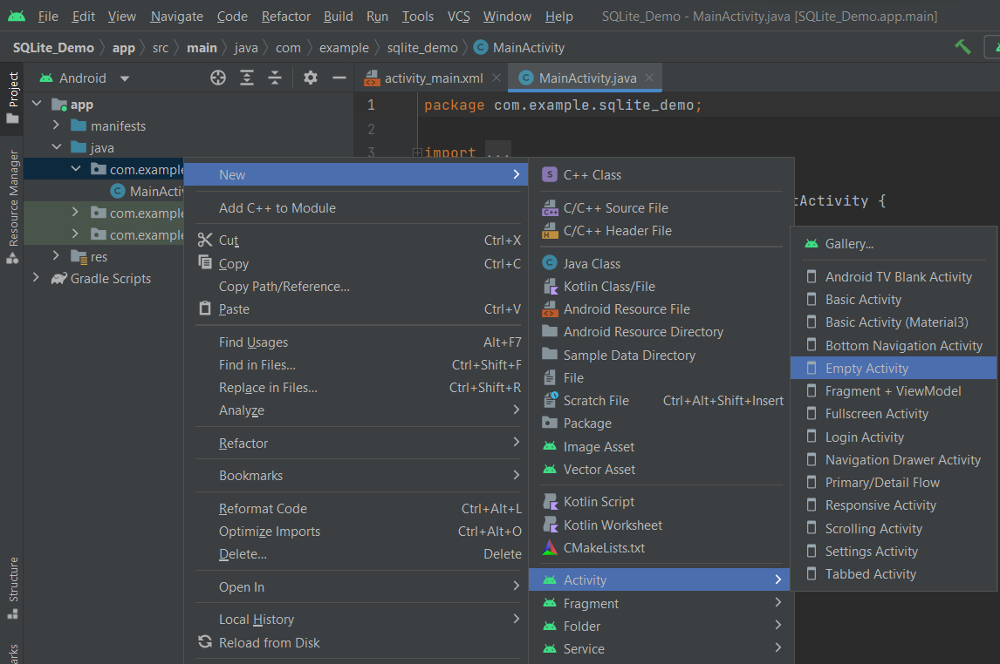 File Edit View Navigate Code Refactor Build Run Tools VCS Window Help SQLite_Demo - MainActivity.java [SQLite_Demo.app.main]
SQLite_Demo app src main java com example sqlite_demo MainActivity
Project
Resource Manager
Structure
Android
app
manifests
java
com.example
MainActiv
com.example
com.example
res
Gradle Scripts
activity_main.xml MainActivity.java
1 package com.example.sqlite_demo;
2
3 import ...
tActivity {
New
Add C++ to Module
Cut Ctrl+X
Copy Ctrl+C
Copy Path/Reference...
Paste Ctrl+V
Find Usages Alt+F7
Find in Files... Ctrl+Shift+F
Replace in Files... Ctrl+Shift+R
Analyze
Refactor
Bookmarks
Reformat Code Ctrl+Alt+L
Optimize Imports Ctrl+Alt+O
Delete... Delete
Open In
Local History
Reload from Disk
C++ Class
C/C++ Source File
C/C++ Header File
Java Class
Kotlin Class/File
Android Resource File
Android Resource Directory
Sample Data Directory
File
Scratch File Ctrl+Alt+Shift+Insert
Package
Image Asset
Vector Asset
Kotlin Script
Kotlin Worksheet
CMakeLists.txt
Activity
Fragment
Folder
Service
Gallery...
Android TV Blank Activity
Basic Activity
Basic Activity (Material3)
Bottom Navigation Activity
Empty Activity
Fragment + ViewModel
Fullscreen Activity
Login Activity
Navigation Drawer Activity
Primary/Detail Flow
Responsive Activity
Scrolling Activity
Settings Activity
Tabbed Activity